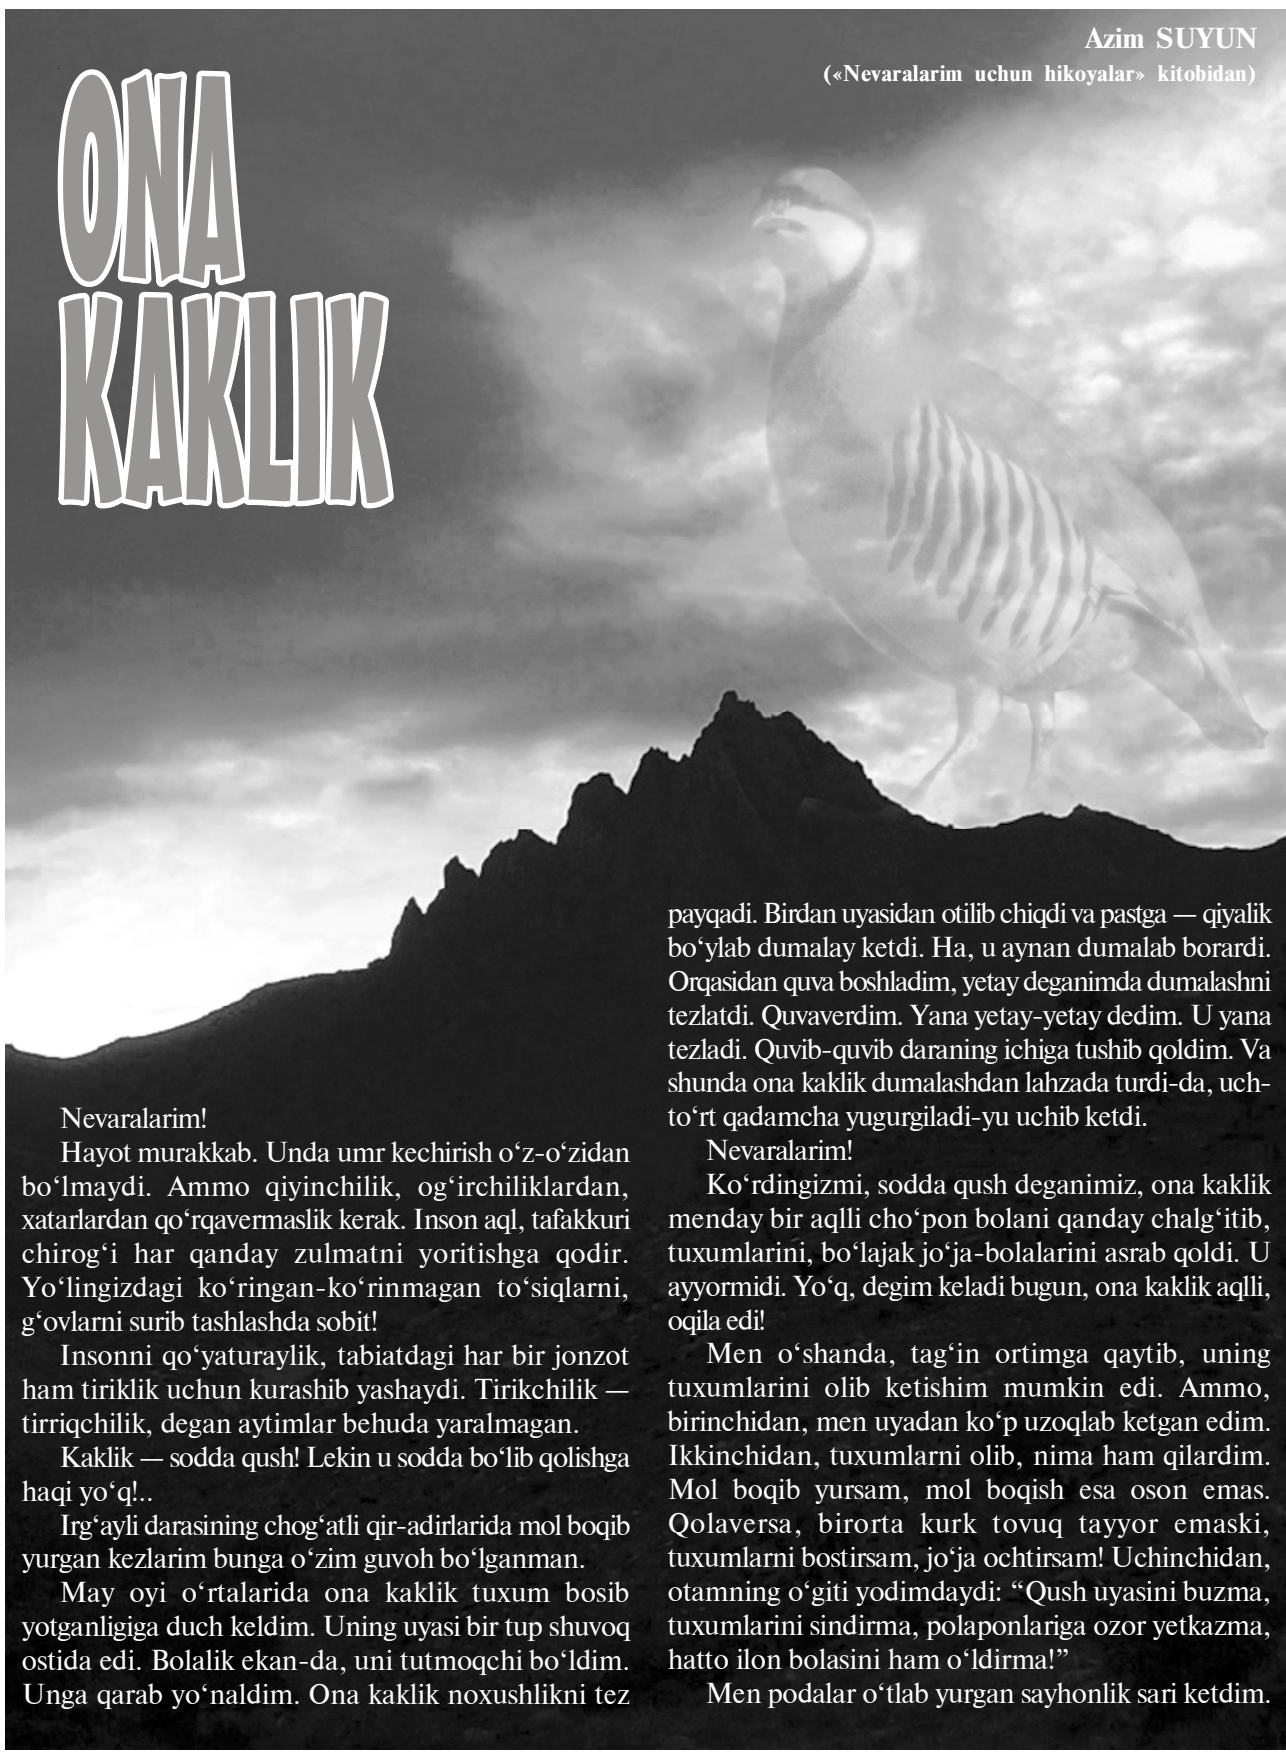 Azim SUYUN
(«Nevaralarim uchun hikoyalar» kitobidan)
ONA
KAKLIK
Nevaralarim!
Hayot murakkab. Unda umr kechirish o‘z-o‘zidan
bo‘lmaydi. Ammo qiyinchilik, og‘irchiliklardan,
xatarlardan qo‘rqavermaslik kerak. Inson aql, tafakkuri
chirog‘i har qanday zulmatni yoritishga qodir.
Yo‘lingizdagi ko‘ringan-ko‘rinmagan to‘siqlarni,
g‘ovlarni surib tashlashda sobit!
Insonni qo‘yaturaylik, tabiatdagi har bir jonzot
ham tiriklik uchun kurashib yashaydi. Tirikchilik —
tirriqchilik, degan aytimlar behuda yaralmagan.
Kaklik — sodda qush! Lekin u sodda bo‘lib qolishga
haqi yo‘q!..
Irg‘ayli darasining chog‘atli qir-adirlarida mol boqib
yurgan kezlarim bunga o‘zim guvoh bo‘lganman.
May oyi o‘rtalarida ona kaklik tuxum bosib
yotganligiga duch keldim. Uning uyasi bir tup shuvoq
ostida edi. Bolalik ekan-da, uni tutmoqchi bo‘ldim.
Unga qarab yo‘naldim. Ona kaklik noxushlikni tez
payqadi. Birdan uyasidan otilib chiqdi va pastga — qiyalik
bo‘ylab dumalay ketdi. Ha, u aynan dumalab borardi.
Orqasidan quva boshladim, yetay deganimda dumalashni
tezlatdi. Quvaverdim. Yana yetay-yetay dedim. U yana
tezladi. Quvib-quvib daraning ichiga tushib qoldim. Va
shunda ona kaklik dumalashdan lahzada turdi-da, uch-
to‘rt qadamcha yugurgiladi-yu uchib ketdi.
Nevaralarim!
Ko‘rdingizmi, sodda qush deganimiz, ona kaklik
menday bir aqlli cho‘pon bolani qanday chalg‘itib,
tuxumlarini, bo‘lajak jo‘ja-bolalarini asrab qoldi. U
ayyormidi. Yo‘q, degim keladi bugun, ona kaklik aqlli,
oqila edi!
Men o‘shanda, tag‘in ortimga qaytib, uning
tuxumlarini olib ketishim mumkin edi. Ammo,
birinchidan, men uyadan ko‘p uzoqlab ketgan edim.
Ikkinchidan, tuxumlarni olib, nima ham qilardim.
Mol boqib yursam, mol boqish esa oson emas.
Qolaversa, birorta kurk tovuq tayyor emaski,
tuxumlarni bostirsam, jo‘ja ochtirsam! Uchinchidan,
otamning o‘giti yodimdaydi: “Qush uyasini buzma,
tuxumlarini sindirma, polaponlariga ozor yetkazma,
hatto ilon bolasini ham o‘ldirma!”
Men podalar o‘tlab yurgan sayhonlik sari ketdim.